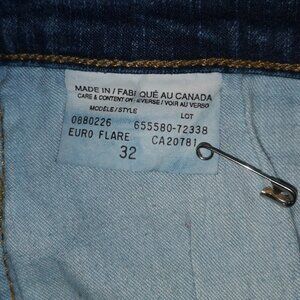 MADE IN / FABRIQUÉ AU CANADA
CARE & CONTENT ON REVERSE / VOIR AU VERSO
MODÈLE/STYLE LOT
0880226 655580-72338
EURO FLARE CA20781
32